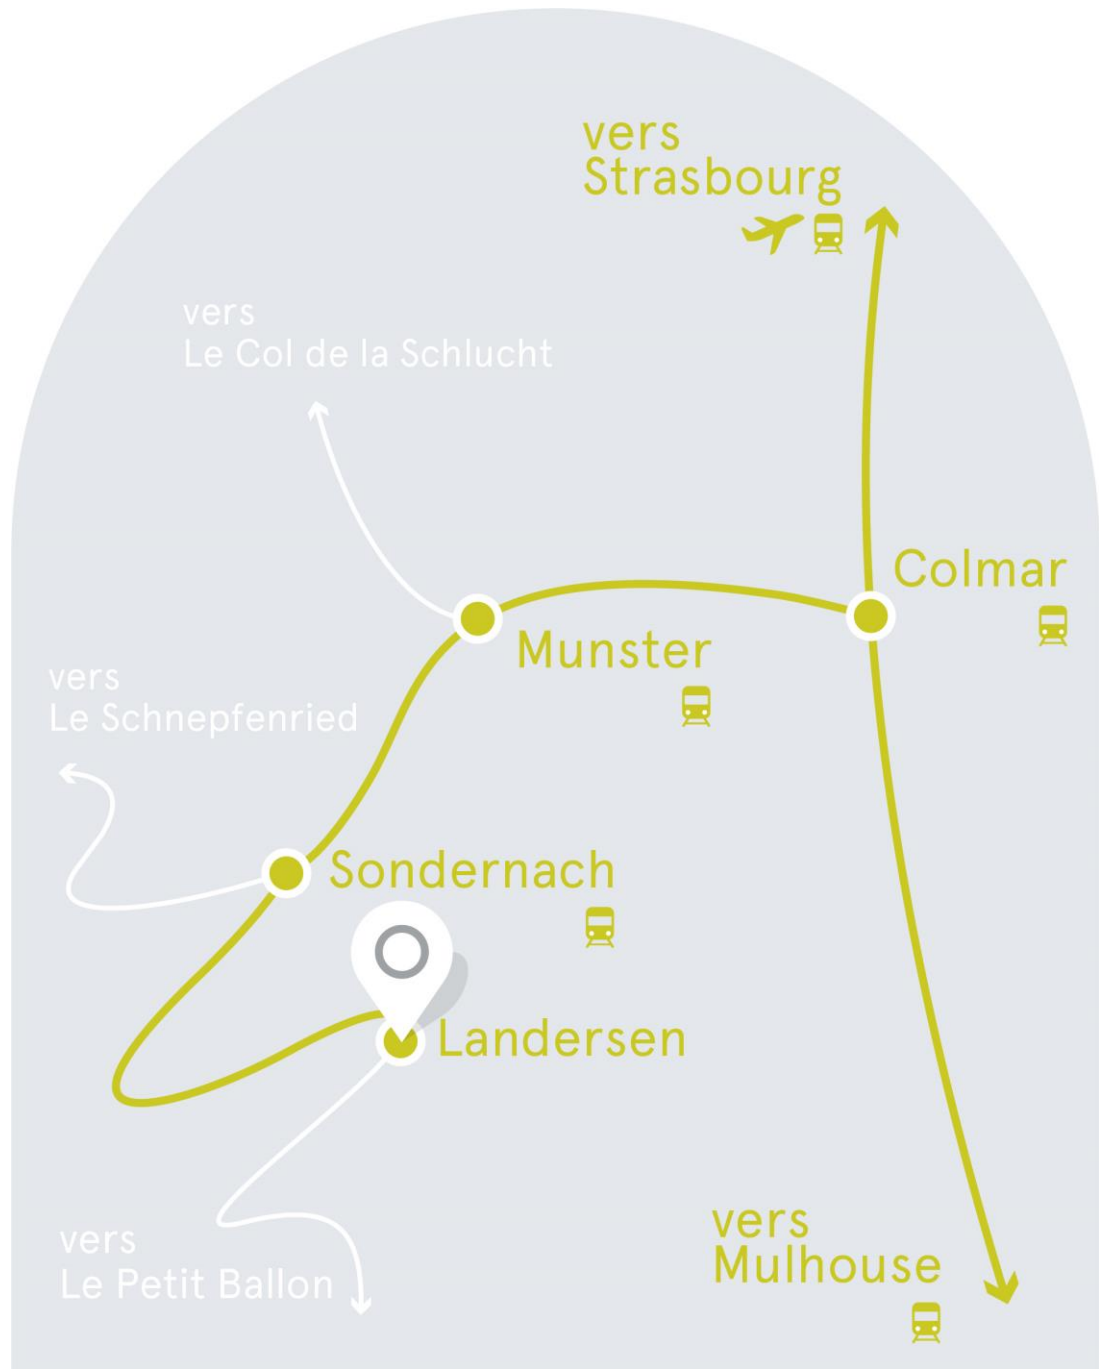 vers
Strasbourg
vers
Le Col de la Schlucht
Colmar
Munster
vers
Le Schnepfenried
Sondernach
Landersen
vers
Mulhouse
vers
Le Petit Ballon